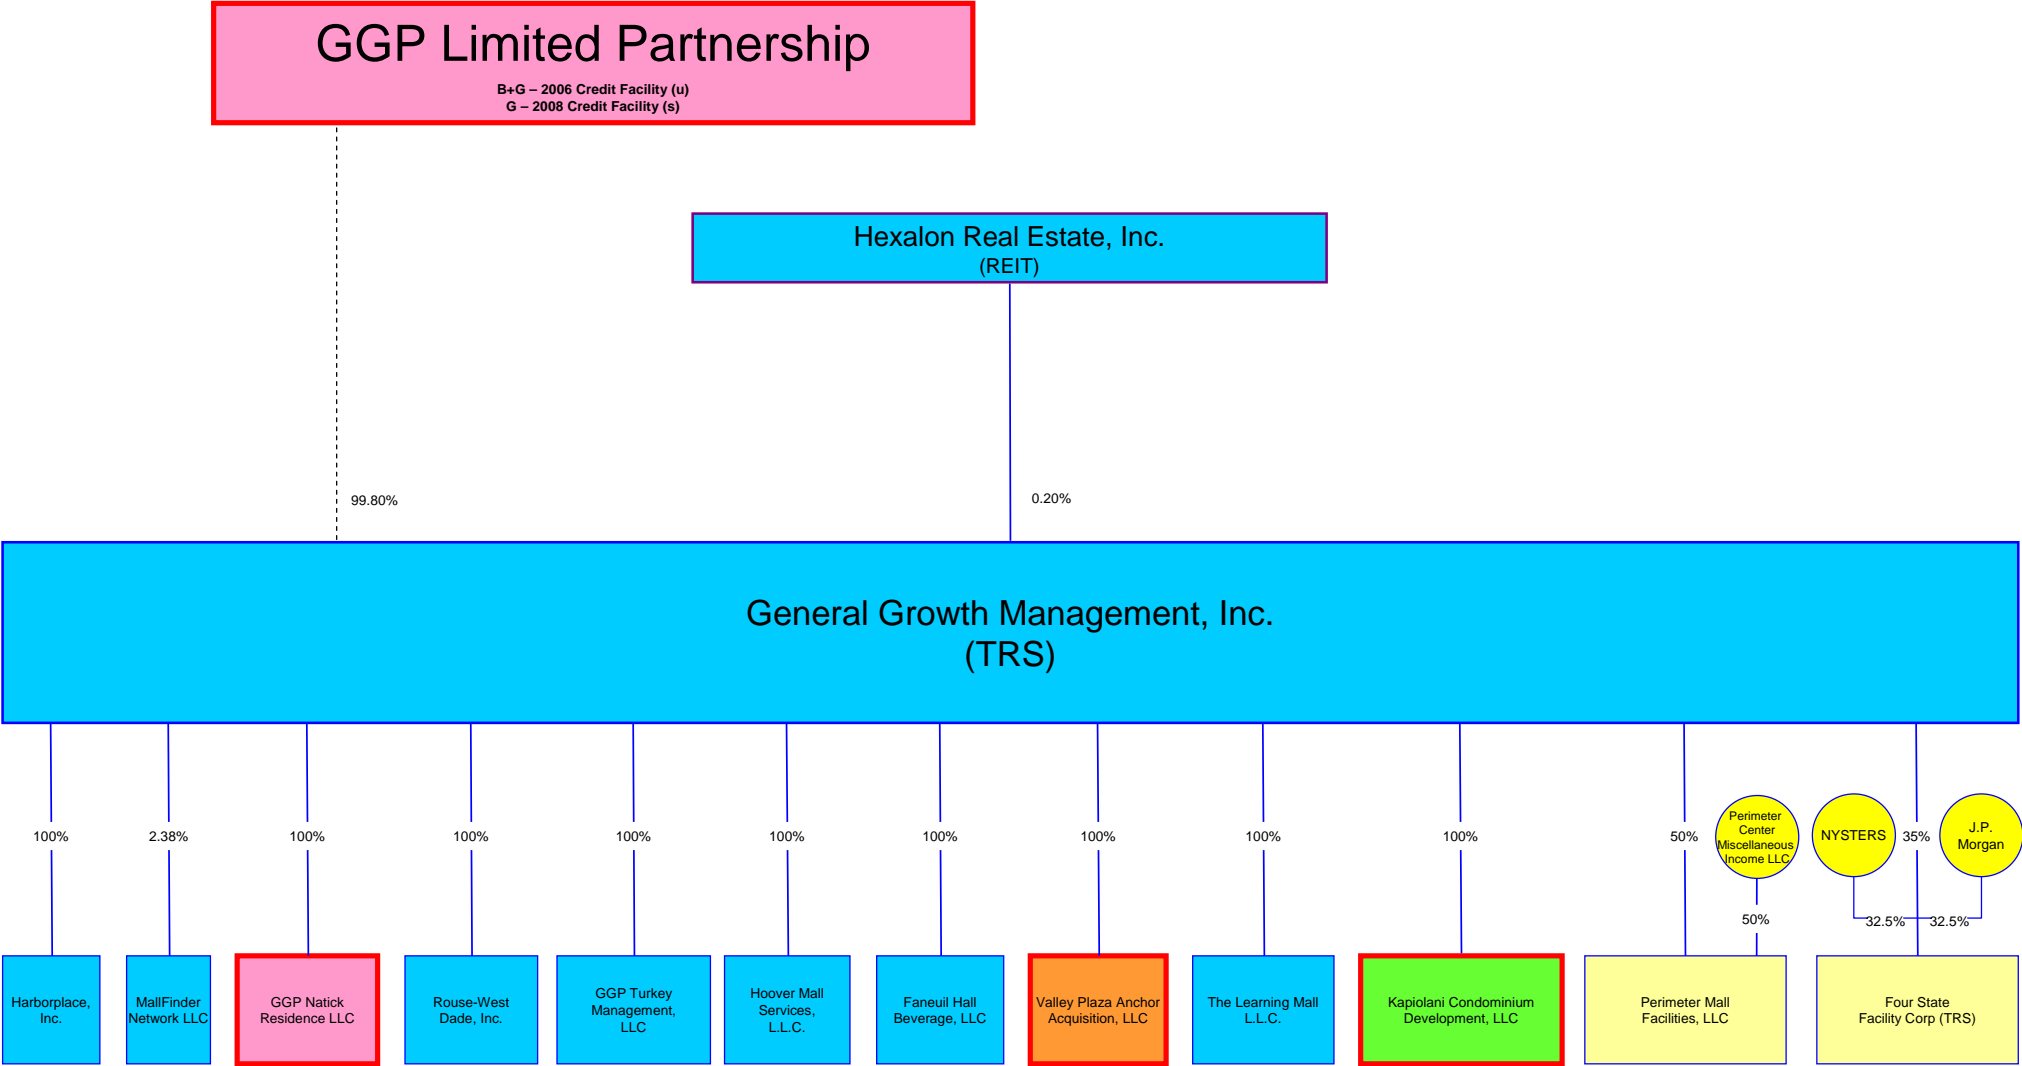 GGP Limited Partnership
B+G – 2006 Credit Facility (u)
G – 2008 Credit Facility (s)
Hexalon Real Estate, Inc.
(REIT)
99.80%
0.20%
General Growth Management, Inc.
(TRS)
100%
2.38%
100%
100%
100%
100%
100%
100%
100%
100%
50%
Perimeter
Center
Miscellaneous
Income LLC
NYSTERS
35%
J.P.
Morgan
50%
32.5%
32.5%
Harborplace,
Inc.
MallFinder
Network LLC
GGP Natick
Residence LLC
Rouse-West
Dade, Inc.
GGP Turkey
Management,
LLC
Hoover Mall
Services,
L.L.C.
Faneuil Hall
Beverage, LLC
Valley Plaza Anchor
Acquisition, LLC
The Learning Mall
L.L.C.
Kapiolani Condominium
Development, LLC
Perimeter Mall
Facilities, LLC
Four State
Facility Corp (TRS)